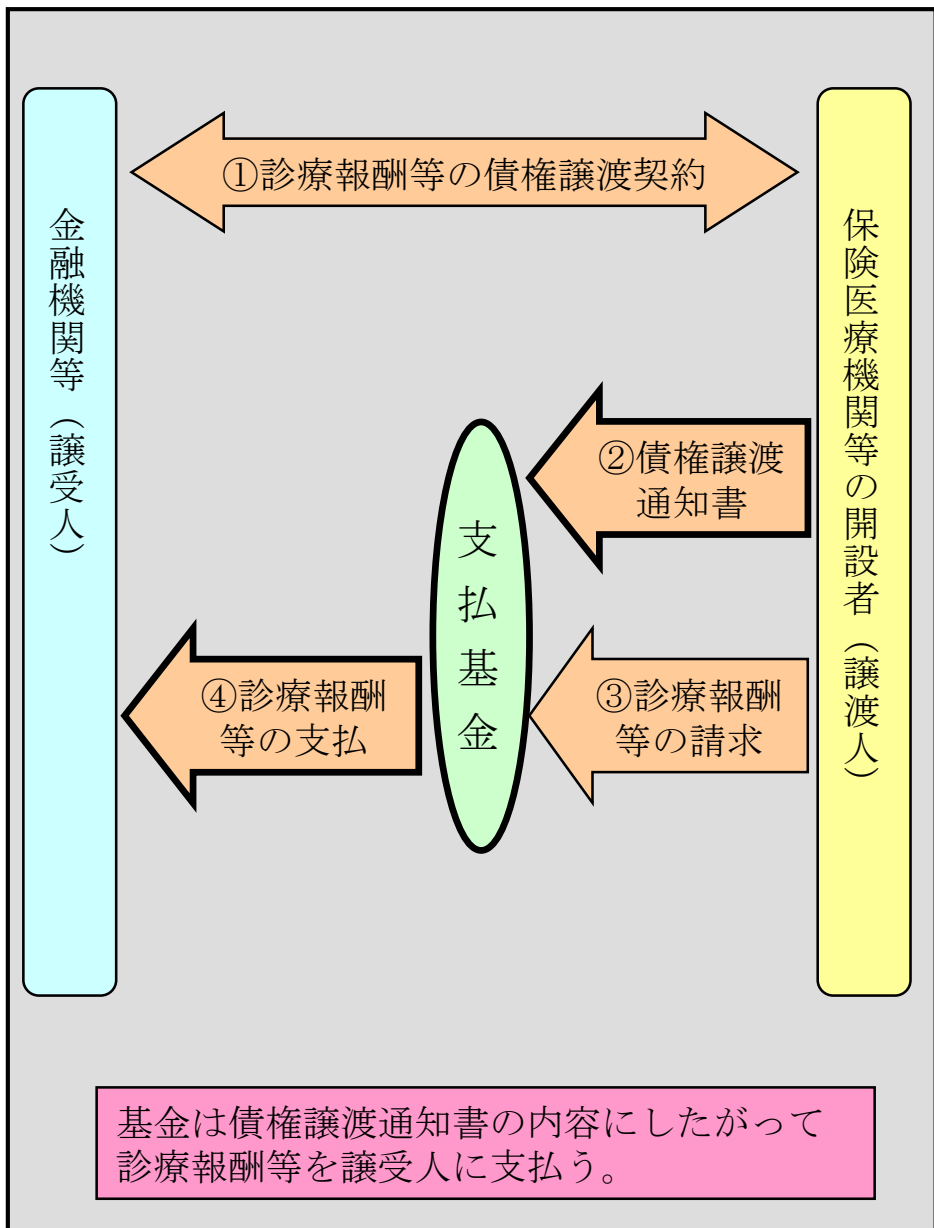 ①診療報酬等の債権譲渡契約
金融機関等（譲受人）
保険医療機関等の開設者（譲渡人）
②債権譲渡
通知書
支払基金
③診療報酬
等の請求
④診療報酬
等の支払
基金は債権譲渡通知書の内容にしたがって
診療報酬等を譲受人に支払う。